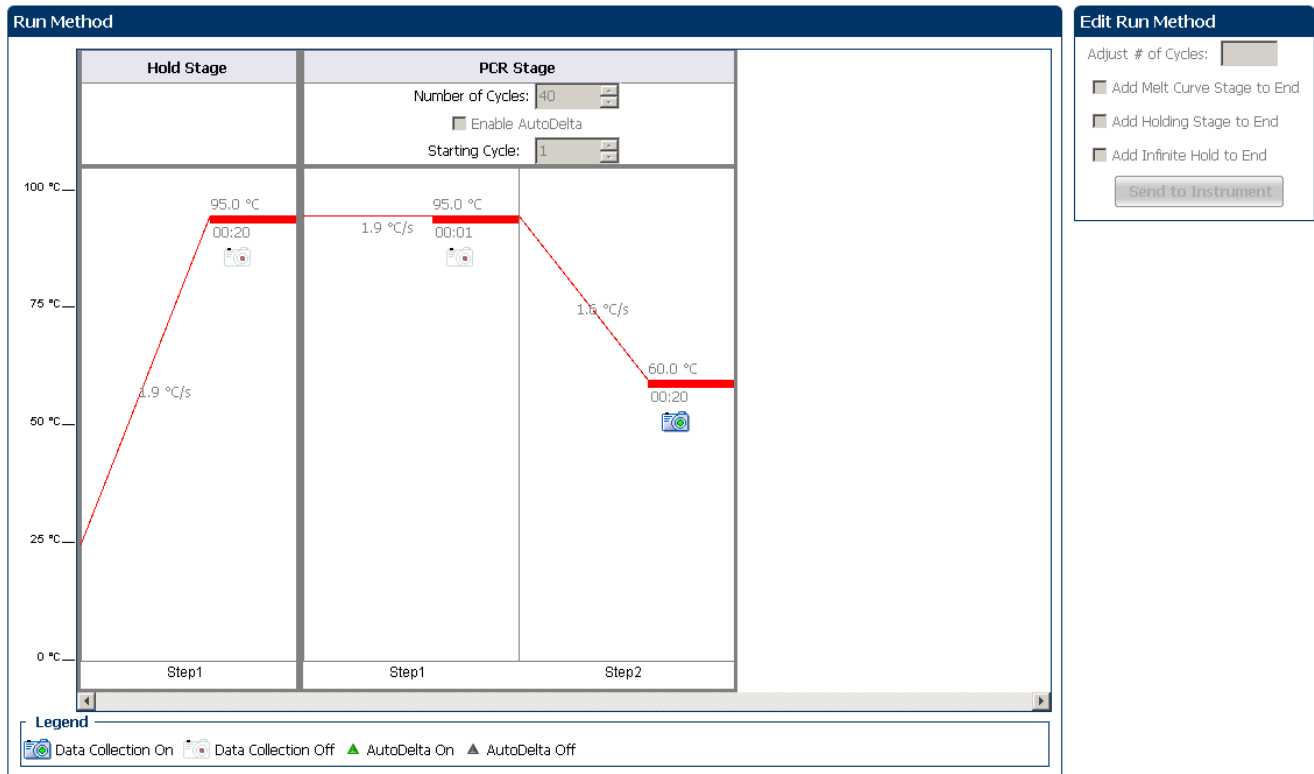 Run Method
Hold Stage
PCR Stage
Number of Cycles: 40
Enable AutoDelta
Starting Cycle: 1
100 °C
95.0 °C
00:20
95.0 °C
1.9 °C/s
00:01
75 °C
1.6 °C/s
60.0 °C
1.9 °C/s
00:20
50 °C
25 °C
0 °C
Step1
Step1
Step2
Legend
Data Collection On Data Collection Off AutoDelta On AutoDelta Off
Edit Run Method
Adjust # of Cycles:
Add Melt Curve Stage to End
Add Holding Stage to End
Add Infinite Hold to End
Send to Instrument